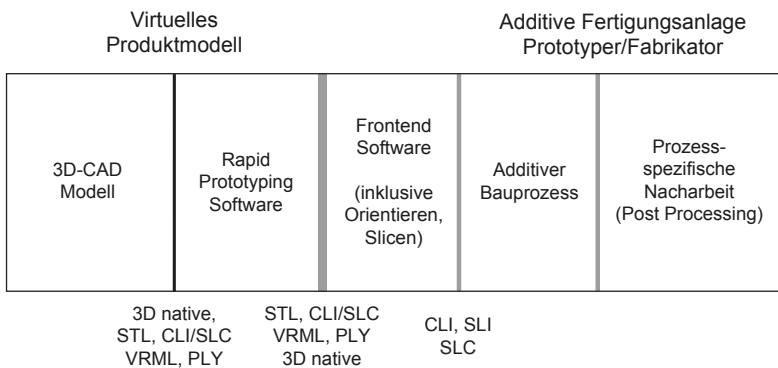 Virtuelles
Produktmodell
Additive Fertigungsanlage
Prototyper/Fabrikator
3D-CAD
Modell
Rapid
Prototyping
Software
Frontend
Software
(inklusive
Orientieren,
Slicen)
Additiver
Bauprozess
Prozess-
spezifische
Nacharbeit
(Post Processing)
3D native,
STL, CLI/SLC
VRML, PLY
STL, CLI/SLC
VRML, PLY
3D native
CLI, SLI
SLC